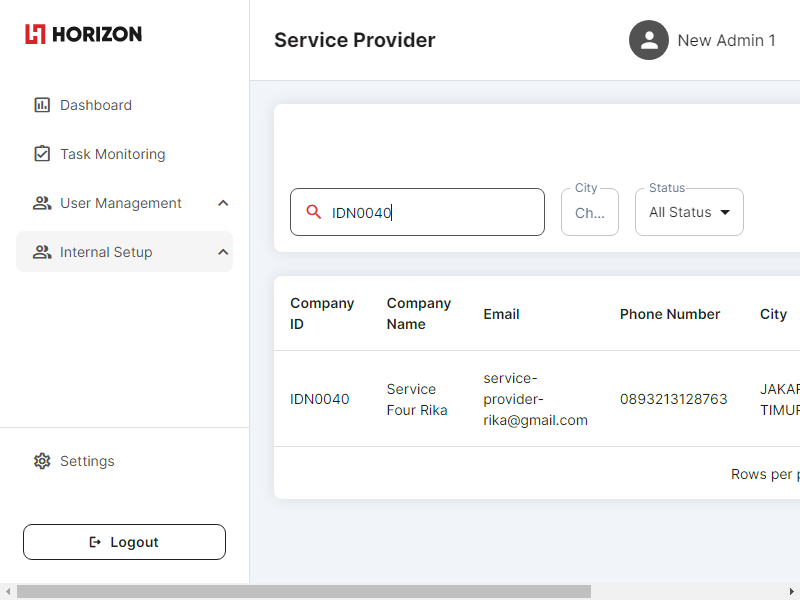 HORIZON
Service Provider
New Admin 1
Dashboard
Task Monitoring
User Management
Internal Setup
Settings
Logout
IDN0040
City
Ch...
Status
All Status
Company ID
Company Name
Email
Phone Number
City
IDN0040
Service Four Rika
service-provider-rika@gmail.com
0893213128763
JAKAR
TIMUR
Rows per p